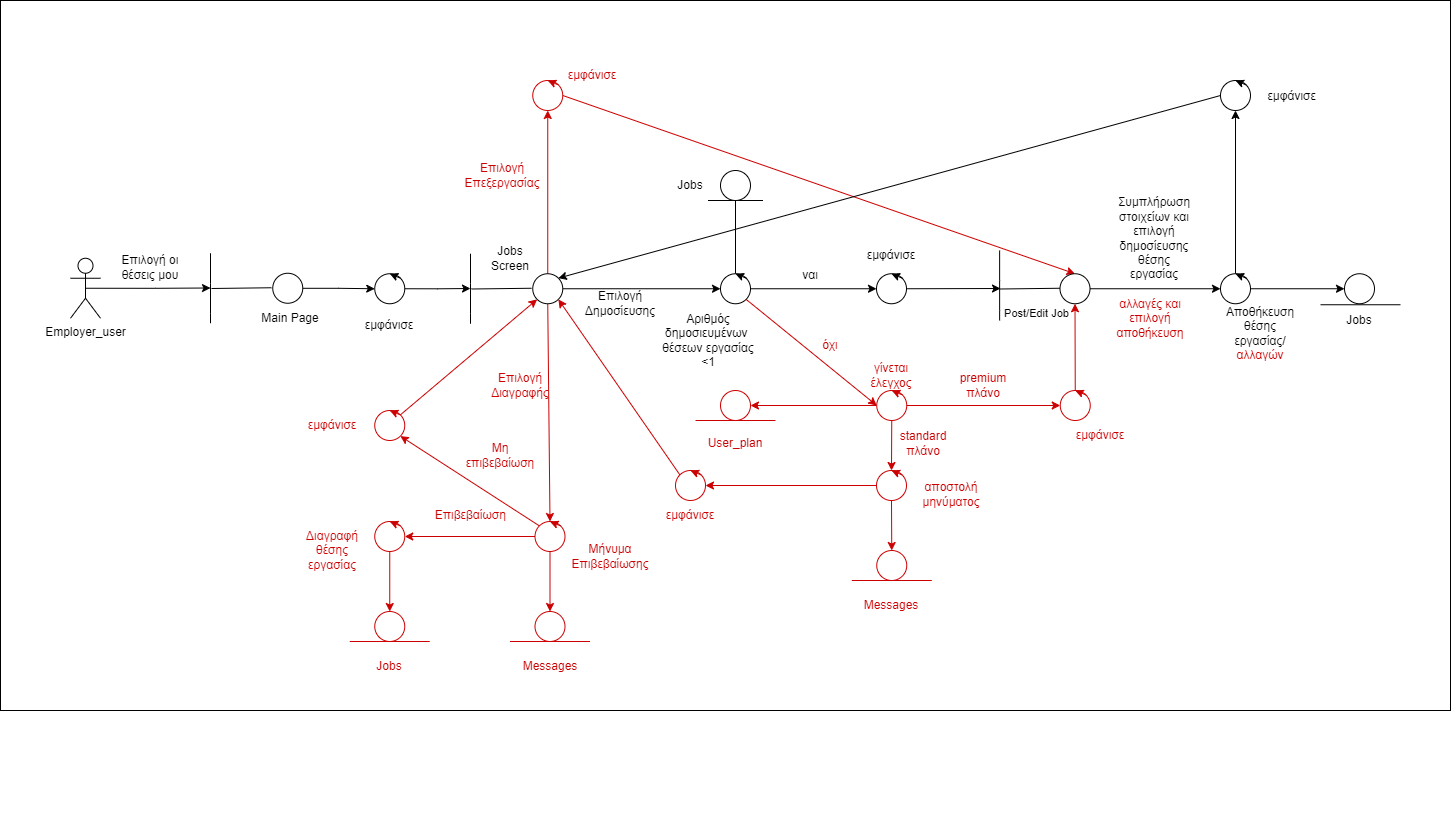 εμφάνισε
εμφάνισε
Επιλογή
Επεξεργασίας
Jobs
Συμπλήρωση
στοιχείων και
επιλογή
δημοσίευσης
θέσης
εργασίας
Επιλογή οι
θέσεις μου
Jobs
Screen
ναι
εμφάνισε
Employer_user
Main Page
εμφάνισε
Επιλογή
Δημοσίευσης
Αριθμός
δημοσιευμένων
θέσεων εργασίας
<1
Post/Edit Job
αλλαγές και
επιλογή
αποθήκευση
Αποθήκευση
θέσης
εργασίας/
αλλαγών
Jobs
όχι
Επιλογή
Διαγραφής
γίνεται
έλεγχος
premium
πλάνο
εμφάνισε
User_plan
standard
πλάνο
εμφάνισε
Μη
επιβεβαίωση
αποστολή
μηνύματος
εμφάνισε
Επιβεβαίωση
Διαγραφή
θέσης
εργασίας
Μήνυμα
Επιβεβαίωσης
Messages
Jobs
Messages